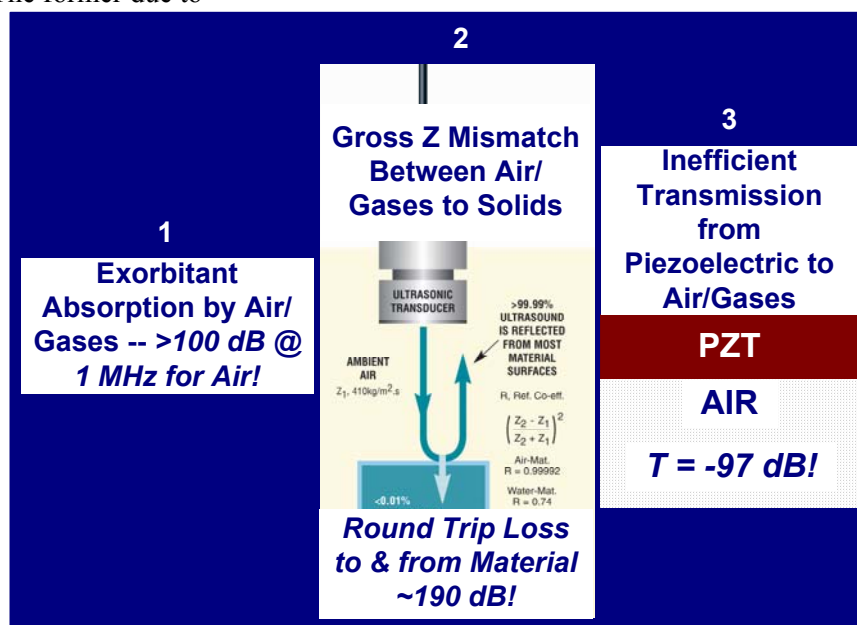 The former due to
1
Exorbitant
Absorption by Air/
Gases -- >100 dB @
1 MHz for Air!
2
Gross Z Mismatch
Between Air/
Gases to Solids
ULTRASONIC
TRANSDUCER
>99.99%
ULTRASOUND
IS REFLECTED
FROM MOST
MATERIAL
SURFACES
AMBIENT
AIR
Z₁, 410kg/m².s
R, Ref. Co-eff.
(Z₂ - Z₁ / Z₂ + Z₁)²
Air-Mat.
R = 0.99992
Water-Mat.
R = 0.74
<0.01%
Round Trip Loss
to & from Material
~190 dB!
3
Inefficient
Transmission
from
Piezoelectric to
Air/Gases
PZT
AIR
T = -97 dB!